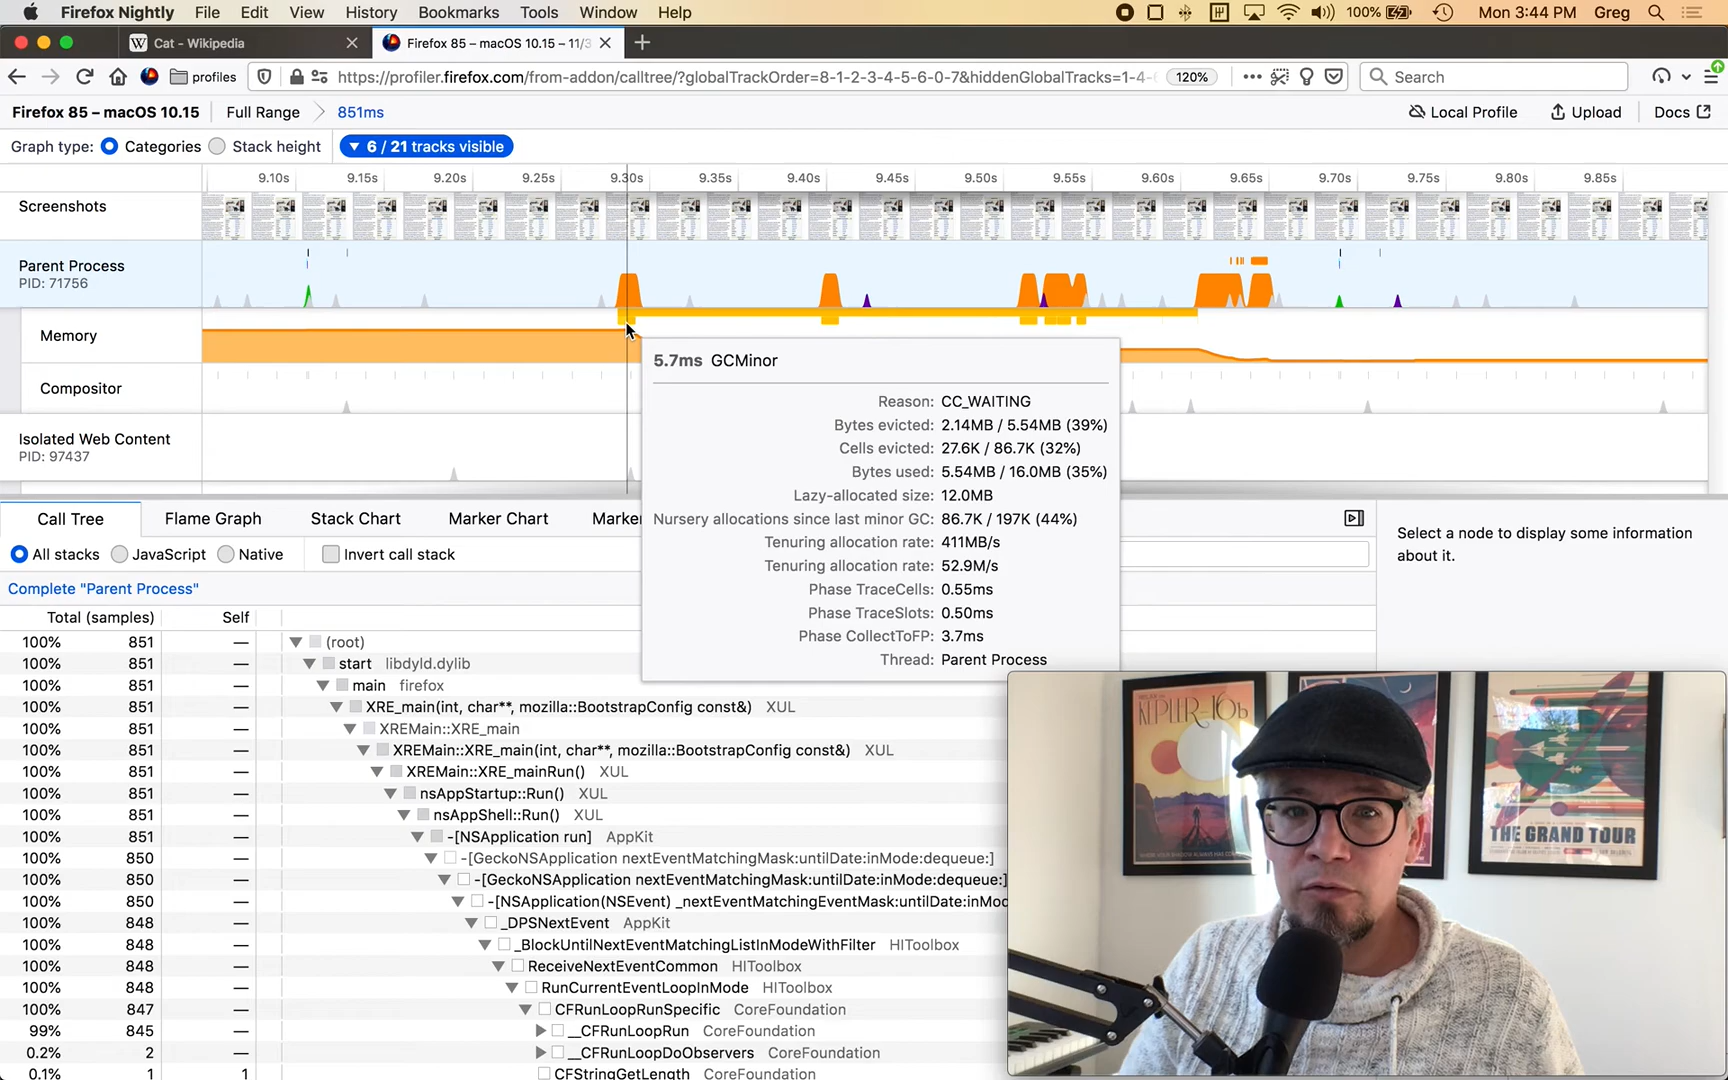 Firefox Nightly File Edit View History Bookmarks Tools Window Help 100% Mon 3:44 PM Greg
Cat - Wikipedia Firefox 85 – macOS 10.15 – 11/3
profiles https://profiler.firefox.com/from-addon/calltree/?globalTrackOrder=8-1-2-3-4-5-6-0-7&hiddenGlobalTracks=1-4- 120% Search
Firefox 85 – macOS 10.15 Full Range 851ms Local Profile Upload Docs
Graph type: Categories Stack height 6 / 21 tracks visible
9.10s 9.15s 9.20s 9.25s 9.30s 9.35s 9.40s 9.45s 9.50s 9.55s 9.60s 9.65s 9.70s 9.75s 9.80s 9.85s
Screenshots
Parent Process
PID: 71756
Memory
Compositor
Isolated Web Content
PID: 97437
5.7ms GCMinor
Reason: CC_WAITING
Bytes evicted: 2.14MB / 5.54MB (39%)
Cells evicted: 27.6K / 86.7K (32%)
Bytes used: 5.54MB / 16.0MB (35%)
Lazy-allocated size: 12.0MB
Nursery allocations since last minor GC: 86.7K / 197K (44%)
Tenuring allocation rate: 411MB/s
Tenuring allocation rate: 52.9M/s
Phase TraceCells: 0.55ms
Phase TraceSlots: 0.50ms
Phase CollectToFP: 3.7ms
Thread: Parent Process
Call Tree Flame Graph Stack Chart Marker Chart Marke
Select a node to display some information
about it.
All stacks JavaScript Native Invert call stack
Complete "Parent Process"
Total (samples) Self
100% 851 — (root)
100% 851 — start libdyld.dylib
100% 851 — main firefox
100% 851 — XRE_main(int, char**, mozilla::BootstrapConfig const&) XUL
100% 851 — XREMain::XRE_main
100% 851 — XREMain::XRE_main(int, char**, mozilla::BootstrapConfig const&) XUL
100% 851 — XREMain::XRE_mainRun() XUL
100% 851 — nsAppStartup::Run() XUL
100% 851 — nsAppShell::Run() XUL
100% 851 — -[NSApplication run] AppKit
100% 850 — -[GeckoNSApplication nextEventMatchingMask:untilDate:inMode:dequeue:]
100% 850 — -[GeckoNSApplication nextEventMatchingMask:untilDate:inMode:dequeue:]
100% 850 — -[NSApplication(NSEvent) _nextEventMatchingEventMask:untilDate:inMod
100% 848 — _DPSNextEvent AppKit
100% 848 — _BlockUntilNextEventMatchingListInModeWithFilter HIToolbox
100% 848 — ReceiveNextEventCommon HIToolbox
100% 848 — RunCurrentEventLoopInMode HIToolbox
100% 847 — CFRunLoopRunSpecific CoreFoundation
99% 845 — __CFRunLoopRun CoreFoundation
0.2% 2 — __CFRunLoopDoObservers CoreFoundation
0.1% 1 1 CFStringGetLength CoreFoundation
KEPLER-16b
THE GRAND TOUR